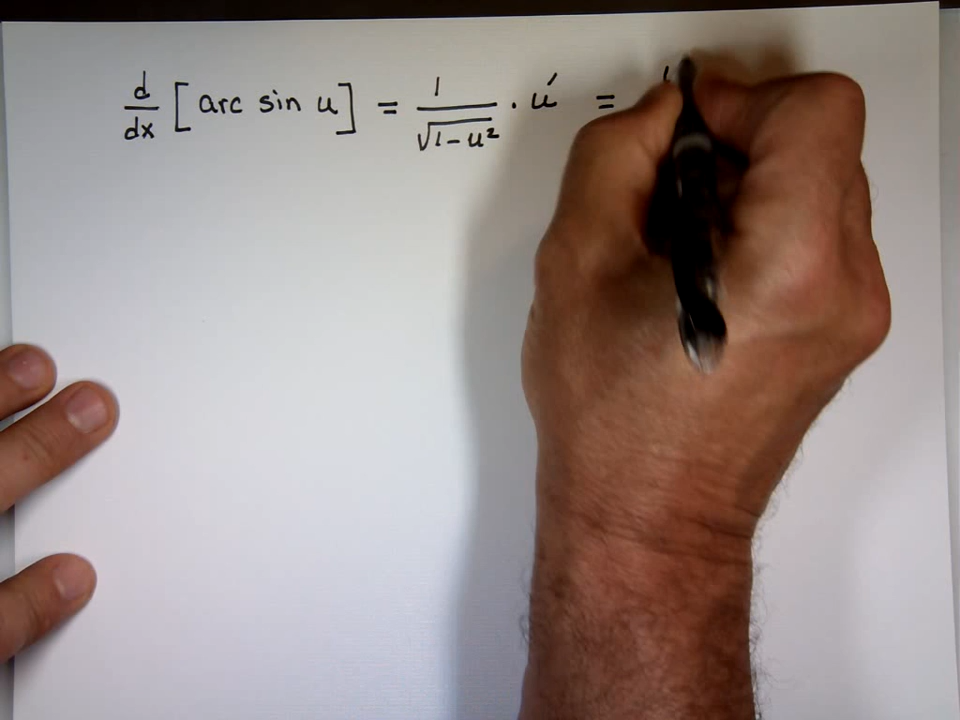 d/dx [arc sin u] = 1/√(1-u²) · u′ =